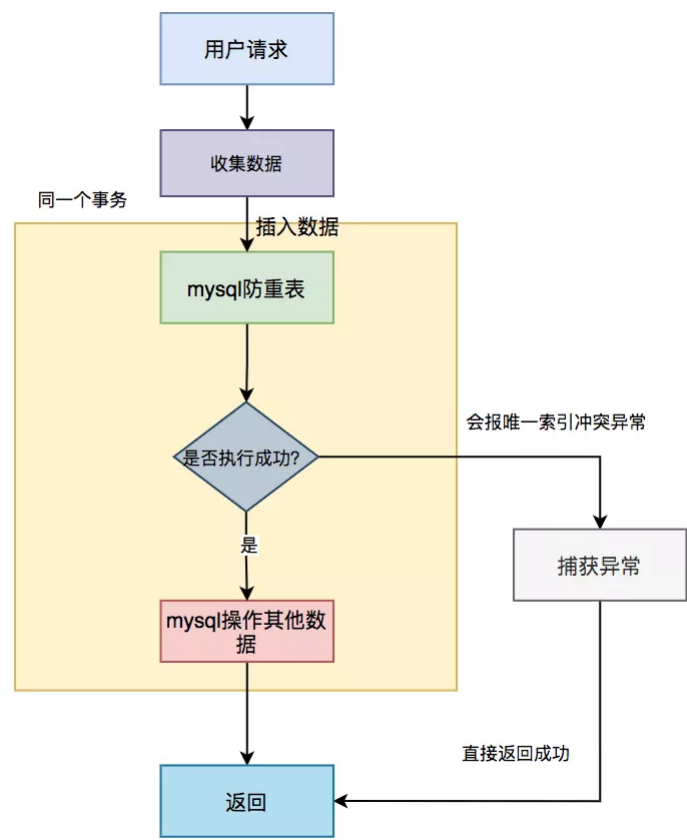 用户请求
收集数据
同一个事务
插入数据
mysql防重表
会报唯一索引冲突异常
是否执行成功?
是
捕获异常
mysql操作其他数
据
直接返回成功
返回